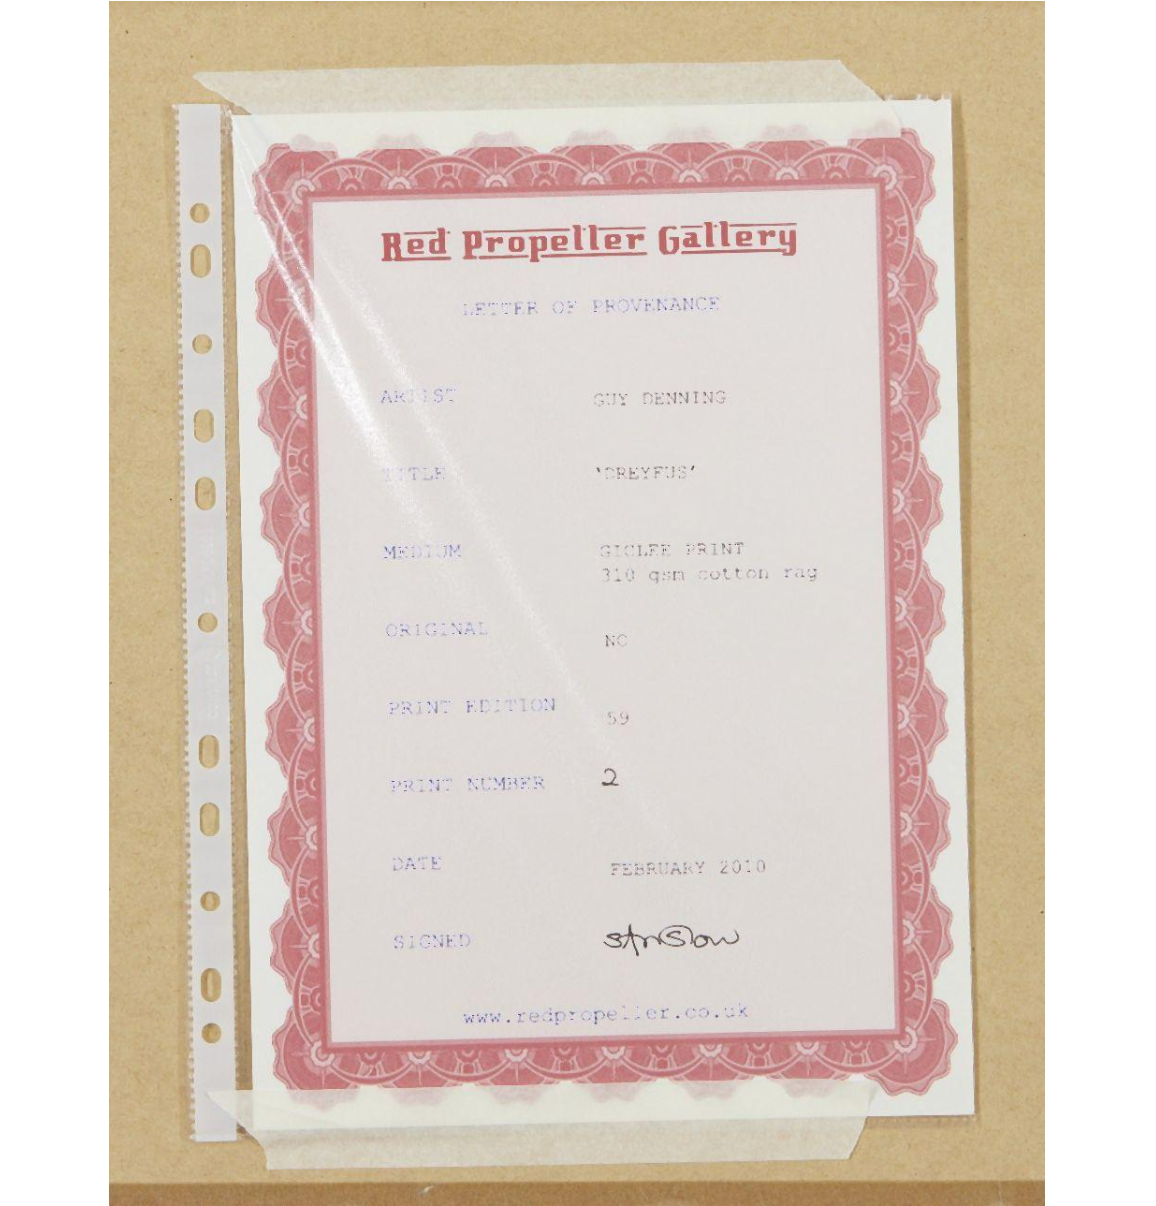 Red Propeller Gallery
LETTER OF PROVENANCE
ARTIST GUY DENNING
TITLE 'DREYFUS'
MEDIUM GICLEE PRINT
310 gsm cotton rag
ORIGINAL NO
PRINT EDITION 59
PRINT NUMBER 2
DATE FEBRUARY 2010
SIGNED
www.redpropeller.co.uk